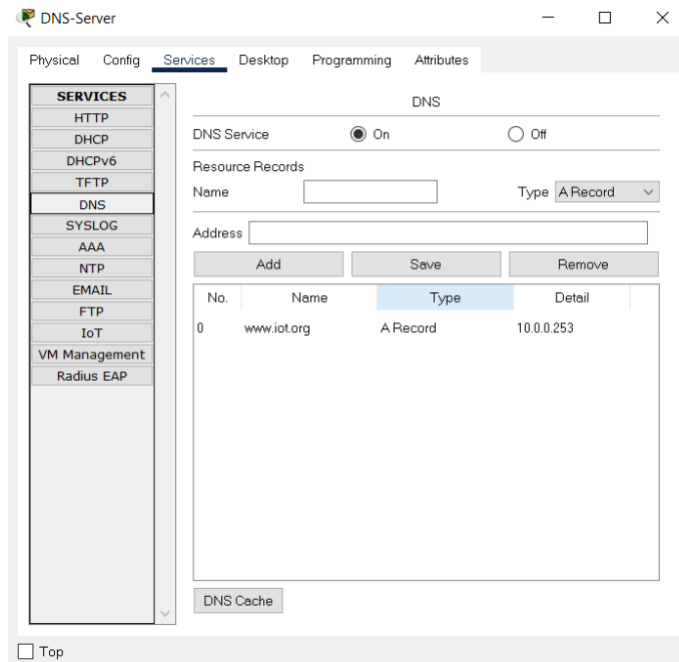 DNS-Server
Physical Config Services Desktop Programming Attributes
SERVICES
HTTP
DHCP
DHCPv6
TFTP
DNS
SYSLOG
AAA
NTP
EMAIL
FTP
IoT
VM Management
Radius EAP
DNS
DNS Service On Off
Resource Records
Name Type A Record
Address
Add Save Remove
No. Name Type Detail
0 www.iot.org A Record 10.0.0.253
DNS Cache
Top